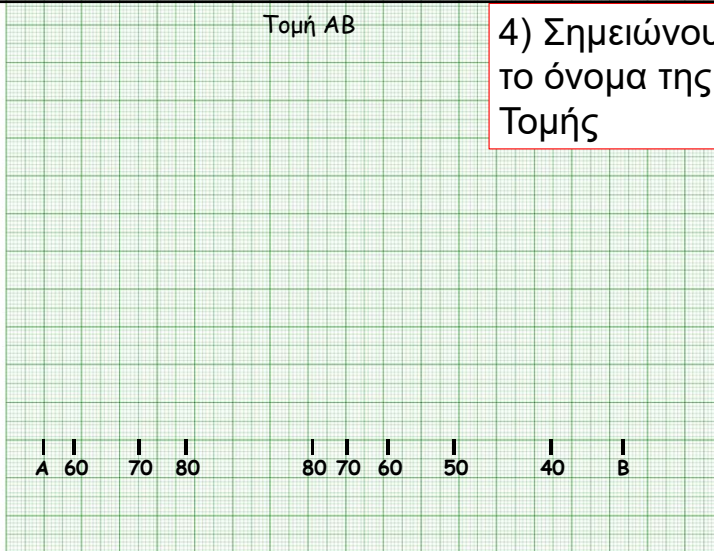 Τομή ΑΒ
4) Σημειώνου
το όνομα της
Τομής
Α 60 70 80 80 70 60 50 40 Β